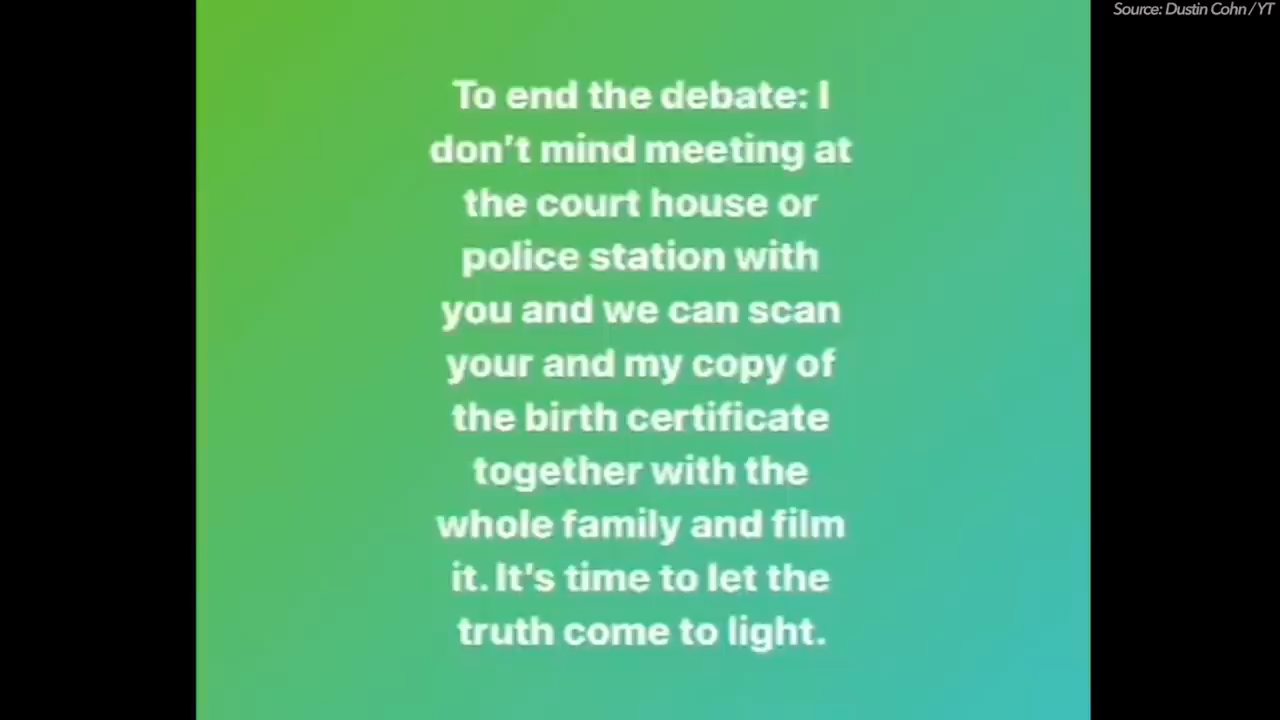 Source: Dustin Cohn / YT
To end the debate: I
don't mind meeting at
the court house or
police station with
you and we can scan
your and my copy of
the birth certificate
together with the
whole family and film
it. It's time to let the
truth come to light.